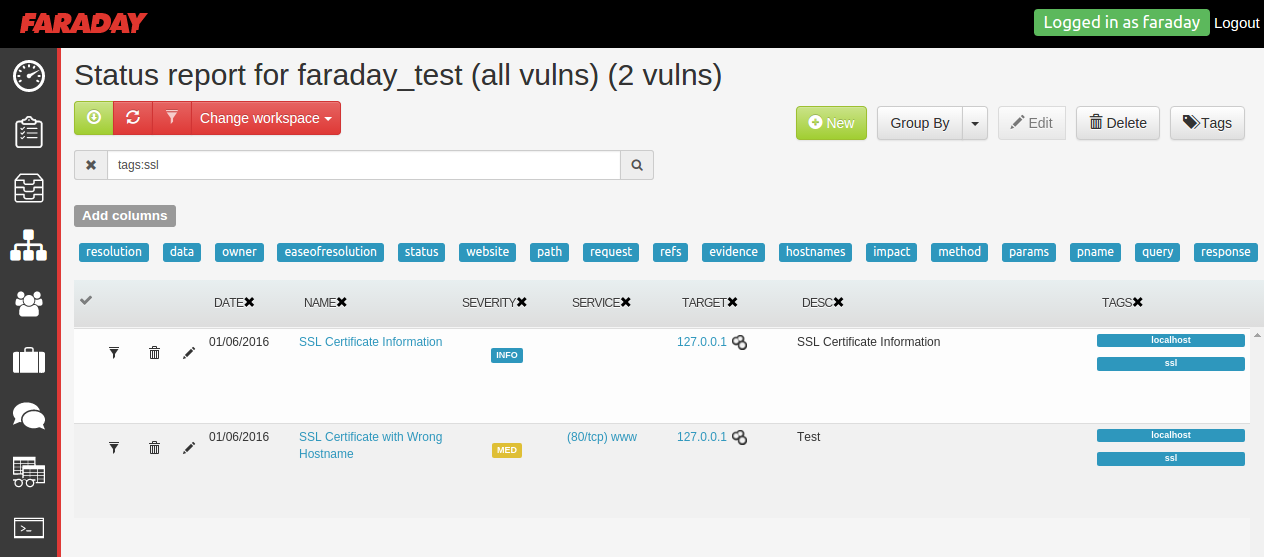 FARADAY
Logged in as faraday Logout
Status report for faraday_test (all vulns) (2 vulns)
Change workspace
New Group By Edit Delete Tags
tags:ssl
Add columns
resolution data owner easeofresolution status website path request refs evidence hostnames impact method params pname query response
DATE NAME SEVERITY SERVICE TARGET DESC TAGS
01/06/2016 SSL Certificate Information INFO 127.0.0.1 SSL Certificate Information localhost
ssl
01/06/2016 SSL Certificate with Wrong (80/tcp) www 127.0.0.1 Test localhost
Hostname MED ssl